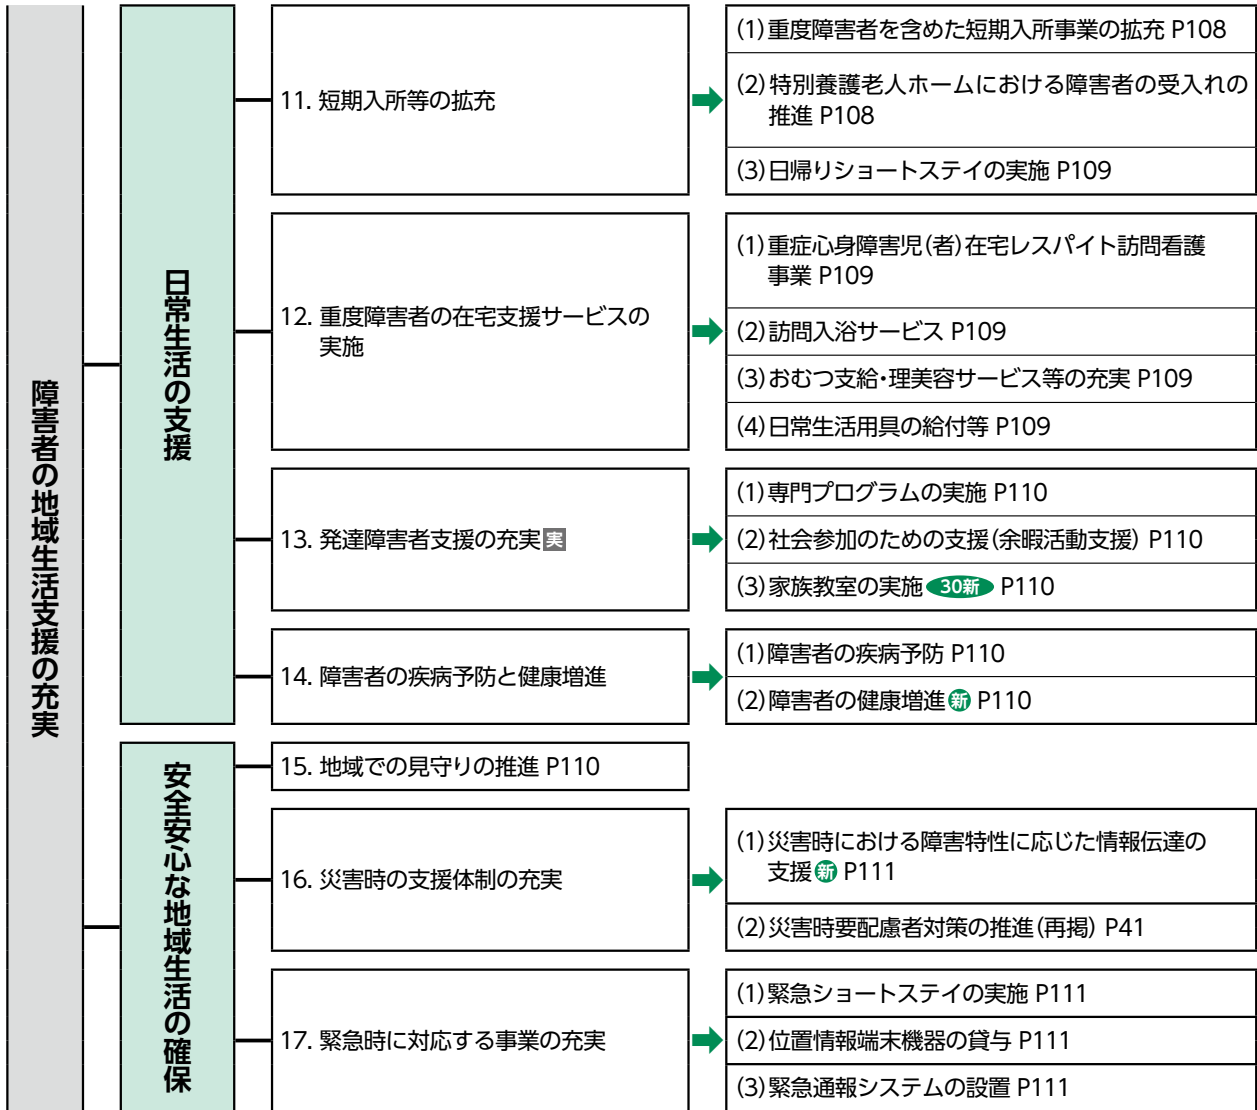 障害者の地域生活支援の充実
日常生活の支援
11. 短期入所等の拡充
(1)重度障害者を含めた短期入所事業の拡充 P108
(2)特別養護老人ホームにおける障害者の受入れの
推進 P108
(3)日帰りショートステイの実施 P109
12. 重度障害者の在宅支援サービスの
実施
(1)重症心身障害児(者)在宅レスパイト訪問看護
事業 P109
(2)訪問入浴サービス P109
(3)おむつ支給・理美容サービス等の充実 P109
(4)日常生活用具の給付等 P109
13. 発達障害者支援の充実 実
(1)専門プログラムの実施 P110
(2)社会参加のための支援(余暇活動支援) P110
(3)家族教室の実施 30新 P110
14. 障害者の疾病予防と健康増進
(1)障害者の疾病予防 P110
(2)障害者の健康増進 新 P110
安全安心な地域生活の確保
15. 地域での見守りの推進 P110
16. 災害時の支援体制の充実
(1)災害時における障害特性に応じた情報伝達の
支援 新 P111
(2)災害時要配慮者対策の推進(再掲) P41
17. 緊急時に対応する事業の充実
(1)緊急ショートステイの実施 P111
(2)位置情報端末機器の貸与 P111
(3)緊急通報システムの設置 P111